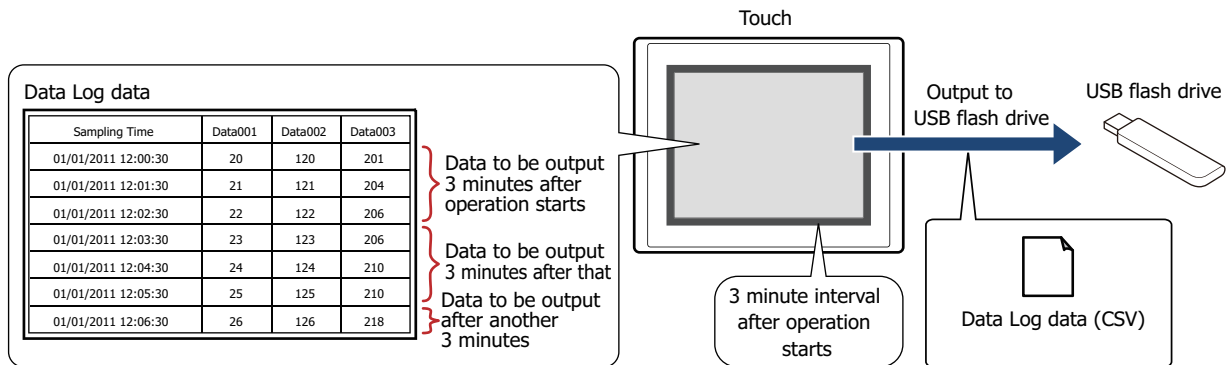 Touch
Data Log data
Sampling Time Data001 Data002 Data003
01/01/2011 12:00:30 20 120 201
01/01/2011 12:01:30 21 121 204
01/01/2011 12:02:30 22 122 206
01/01/2011 12:03:30 23 123 206
01/01/2011 12:04:30 24 124 210
01/01/2011 12:05:30 25 125 210
01/01/2011 12:06:30 26 126 218
Data to be output
3 minutes after
operation starts
Data to be output
3 minutes after that
Data to be output
after another
3 minutes
3 minute interval
after operation
starts
Output to
USB flash drive
USB flash drive
Data Log data (CSV)